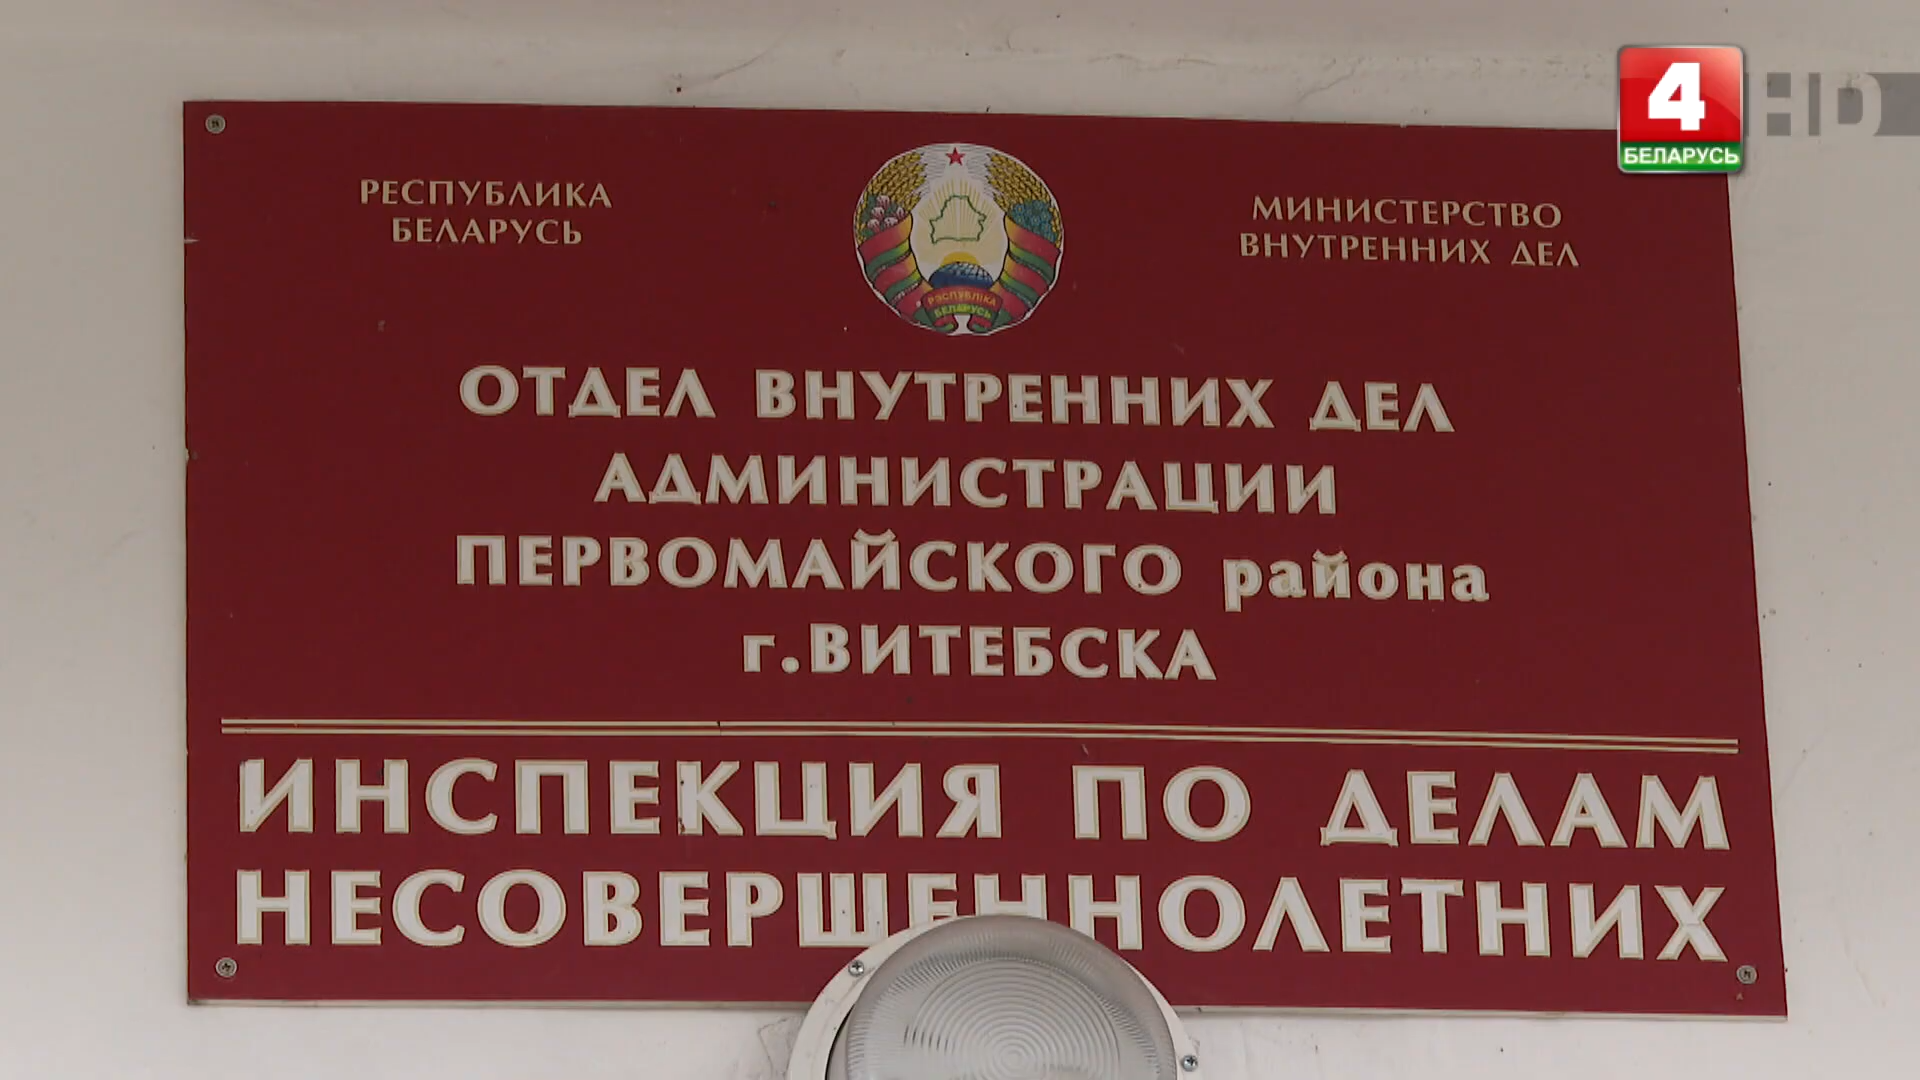 4 HD
БЕЛАРУСЬ
РЕСПУБЛИКА
БЕЛАРУСЬ
МИНИСТЕРСТВО
ВНУТРЕННИХ ДЕЛ
РЭСПУБЛІКА
БЕЛАРУСЬ
ОТДЕЛ ВНУТРЕННИХ ДЕЛ
АДМИНИСТРАЦИИ
ПЕРВОМАЙСКОГО района
г.ВИТЕБСКА
ИНСПЕКЦИЯ ПО ДЕЛАМ
НЕСОВЕРШЕННОЛЕТНИХ